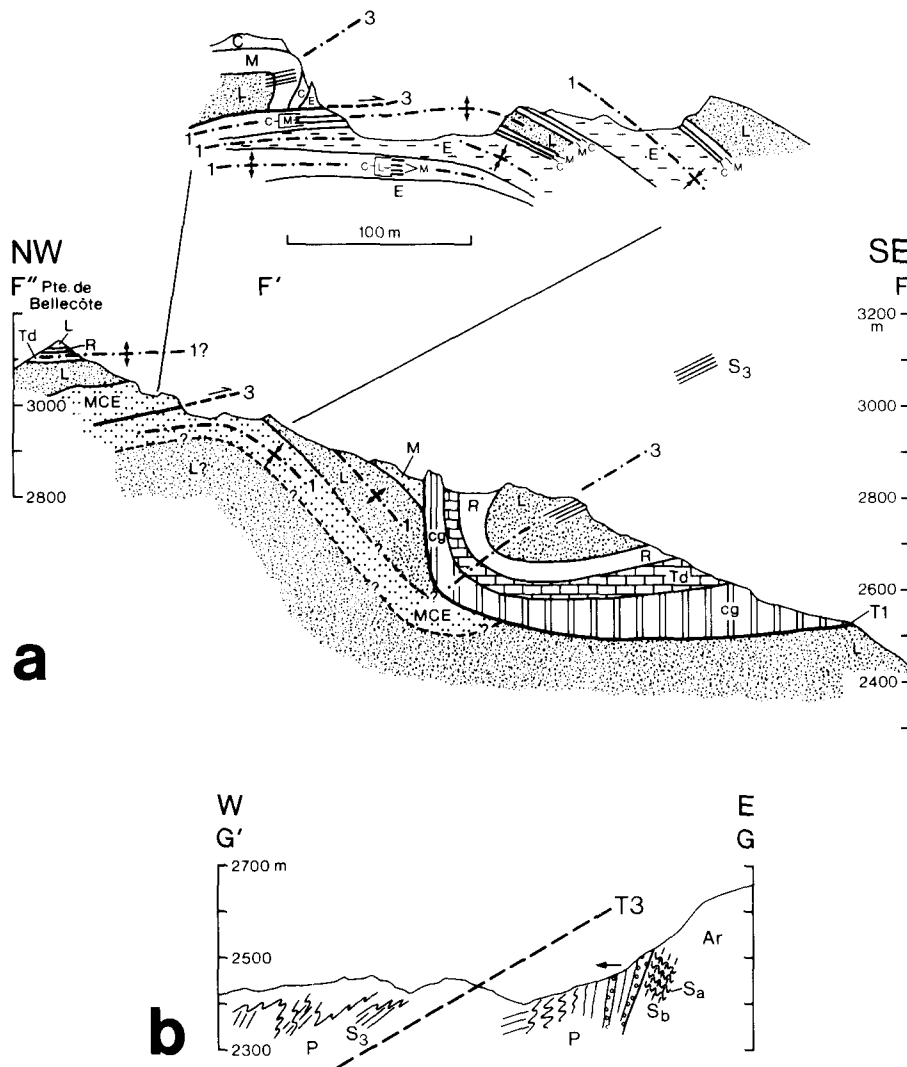 3
C
M
L
C
E
3
1
C M
1
1
E
L
M C
C L M
E
1
E
L
M
C
100 m
NW
F″ Pte. de
Bellecôte
F′
SE
F
Td
L
R
1?
L
MCE
3000
2800
3
?
1
L?
?
?
L
1
?
?
MCE
?
M
cg
R
L
3
R
Td
cg
T1
L
S3
3200
m
3000
2800
2600
2400
a
W
G′
E
G
2700 m
2500
2300
T3
Ar
Sa
Sb
S3
P
P
b